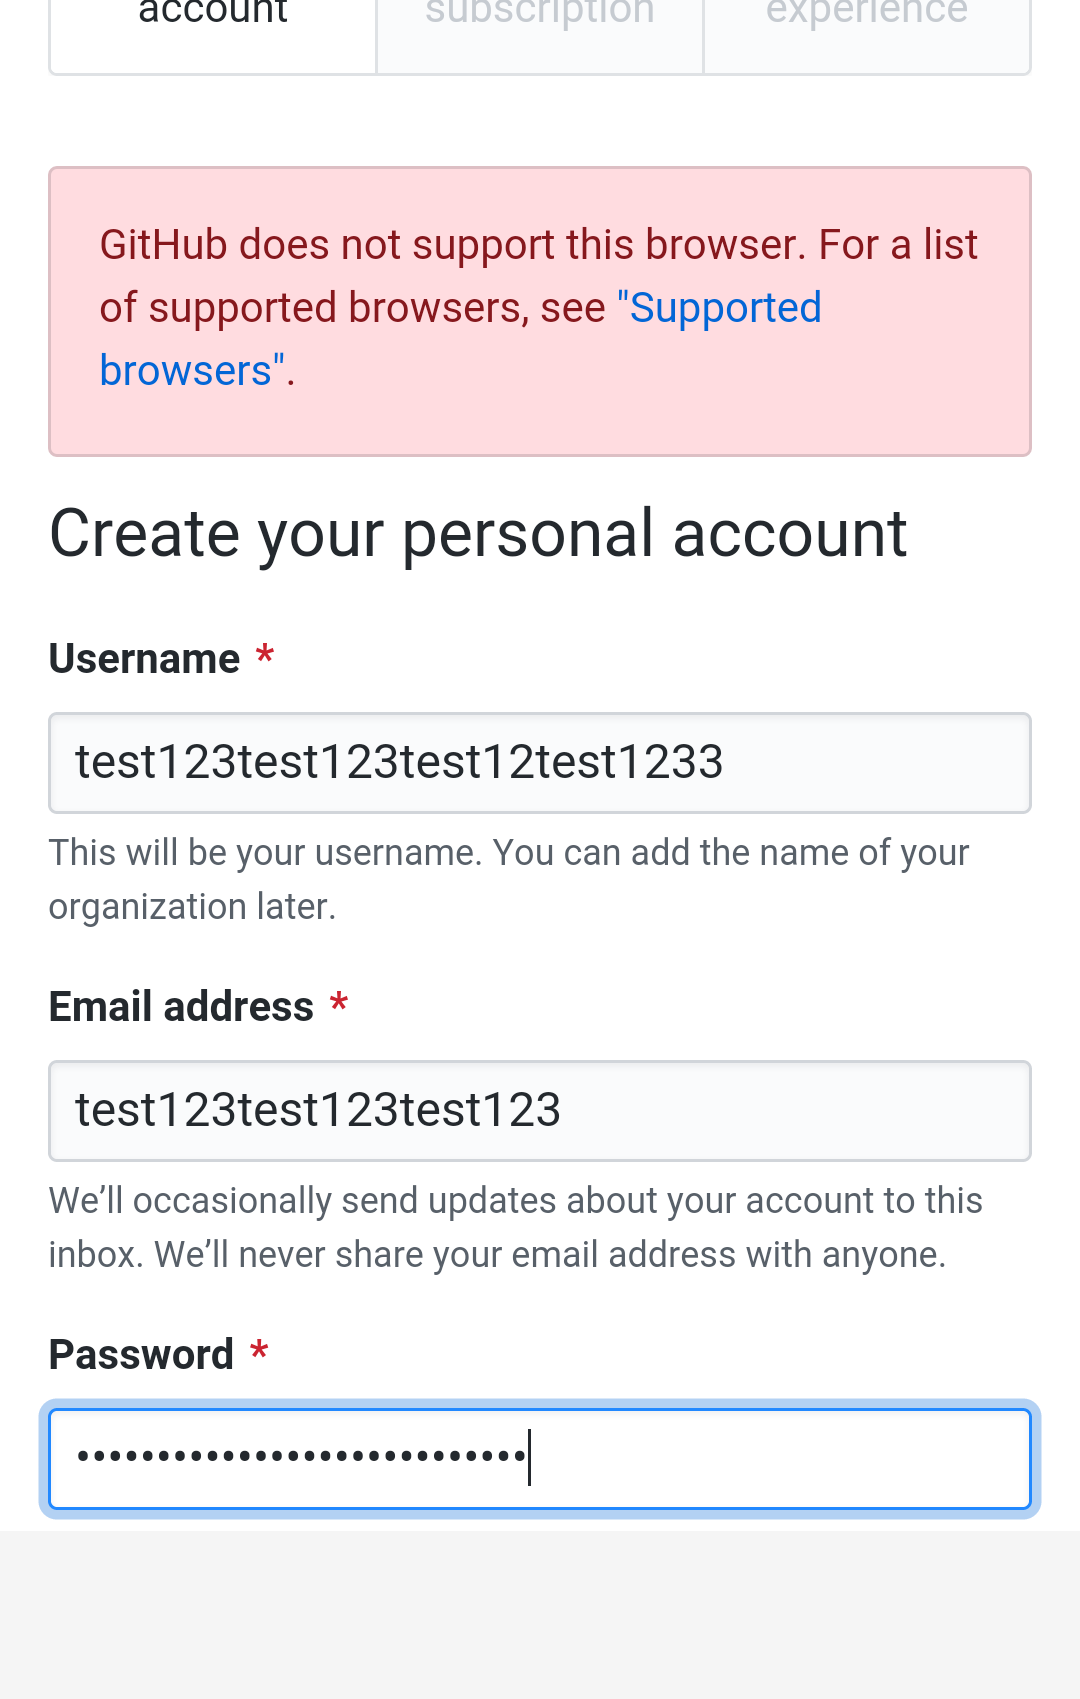 account subscription experience
GitHub does not support this browser. For a list
of supported browsers, see "Supported
browsers".
Create your personal account
Username *
test123test123test12test1233
This will be your username. You can add the name of your
organization later.
Email address *
test123test123test123
We’ll occasionally send updates about your account to this
inbox. We’ll never share your email address with anyone.
Password *
••••••••••••••••••••••••••••